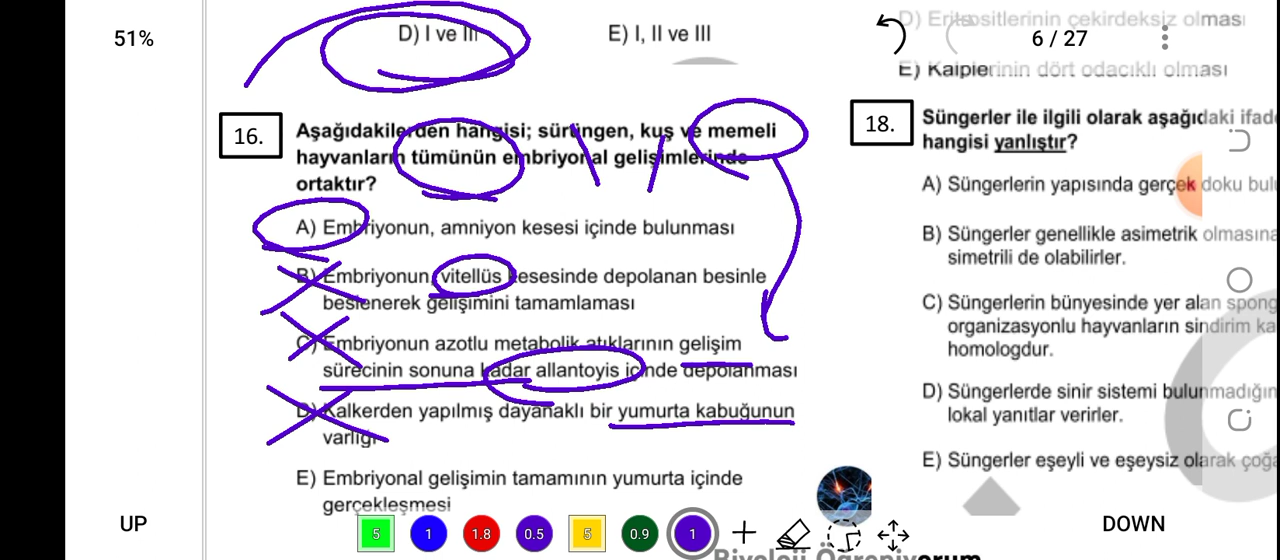 51%
D) I ve III
E) I, II ve III
D) Eritrositlerinin çekirdeksiz olması
6 / 27
E) Kalplerinin dört odacıklı olması
16.
Aşağıdakilerden hangisi; sürüngen, kuş ve memeli
hayvanların tümünün embriyonal gelişimlerinde
ortaktır?
A) Embriyonun, amniyon kesesi içinde bulunması
B) Embriyonun, vitellüs kesesinde depolanan besinle
beslenerek gelişimini tamamlaması
C) Embriyonun azotlu metabolik atıklarının gelişim
sürecinin sonuna kadar allantoyis içinde depolanması
D) Kalkerden yapılmış dayanaklı bir yumurta kabuğunun
varlığı
E) Embriyonal gelişimin tamamının yumurta içinde
gerçekleşmesi
18.
Süngerler ile ilgili olarak aşağıdaki ifad
hangisi yanlıştır?
A) Süngerlerin yapısında gerçek doku bul
B) Süngerler genellikle asimetrik olmasına
simetrili de olabilirler.
C) Süngerlerin bünyesinde yer alan spong
organizasyonlu hayvanların sindirim ka
homologdur.
D) Süngerlerde sinir sistemi bulunmadığın
lokal yanıtlar verirler.
E) Süngerler eşeyli ve eşeysiz olarak çoğa
UP
5 1 1.8 0.5 5 0.9 1
DOWN
Biyoloji Öğreniyorum